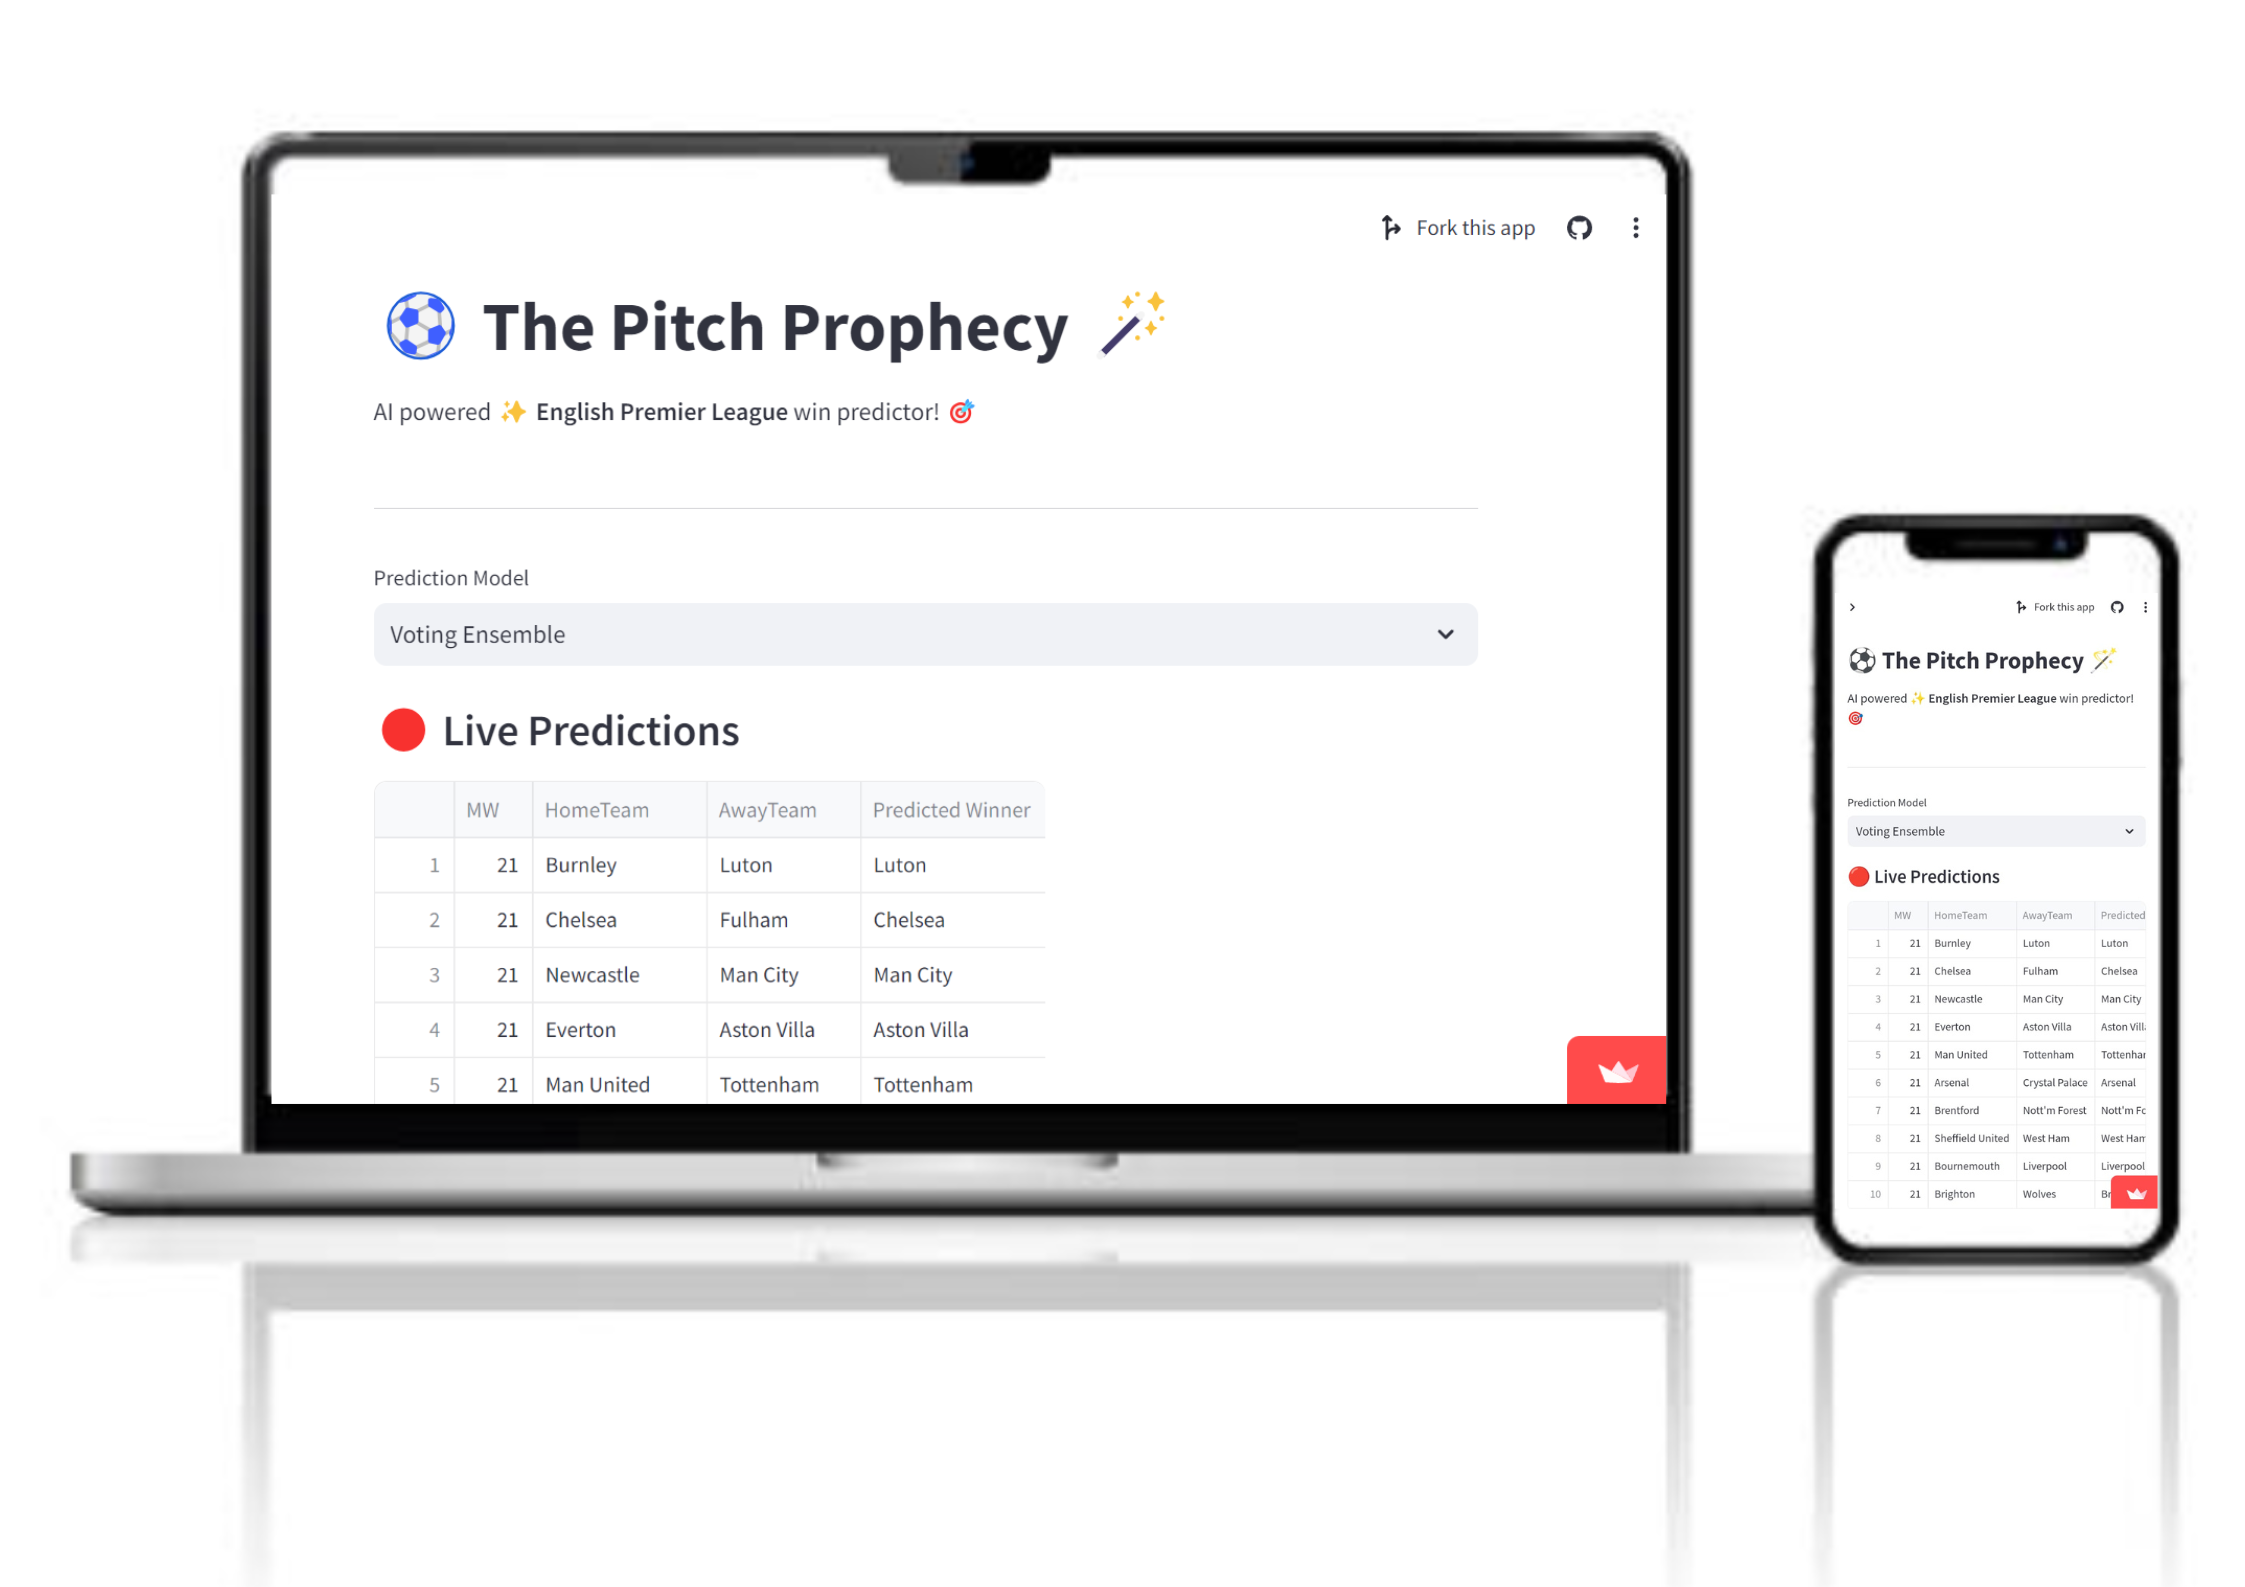 Fork this app
The Pitch Prophecy
AI powered ✨ English Premier League win predictor! 🎯
Prediction Model
Voting Ensemble
Live Predictions
MW HomeTeam AwayTeam Predicted Winner
1 21 Burnley Luton Luton
2 21 Chelsea Fulham Chelsea
3 21 Newcastle Man City Man City
4 21 Everton Aston Villa Aston Villa
5 21 Man United Tottenham Tottenham
Fork this app
The Pitch Prophecy
AI powered ✨ English Premier League win predictor!
🎯
Prediction Model
Voting Ensemble
Live Predictions
MW HomeTeam AwayTeam Predicted
1 21 Burnley Luton Luton
2 21 Chelsea Fulham Chelsea
3 21 Newcastle Man City Man City
4 21 Everton Aston Villa Aston Vill
5 21 Man United Tottenham Tottenha
6 21 Arsenal Crystal Palace Arsenal
7 21 Brentford Nott'm Forest Nott'm Fo
8 21 Sheffield United West Ham West Ham
9 21 Bournemouth Liverpool Liverpool
10 21 Brighton Wolves Br